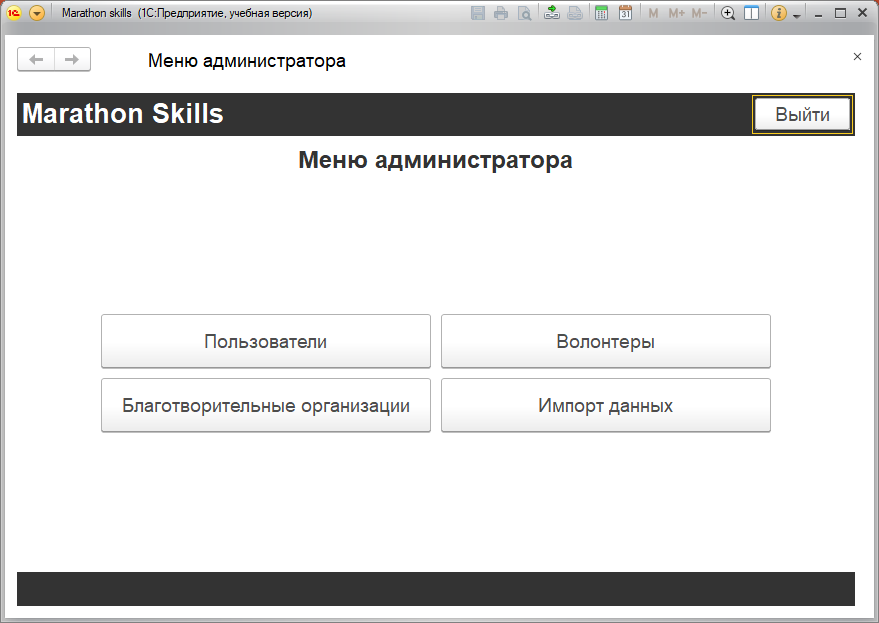 Marathon skills (1С:Предприятие, учебная версия)
M M+ M-
31
Меню администратора
Marathon Skills
Выйти
Меню администратора
Пользователи
Волонтеры
Благотворительные организации
Импорт данных